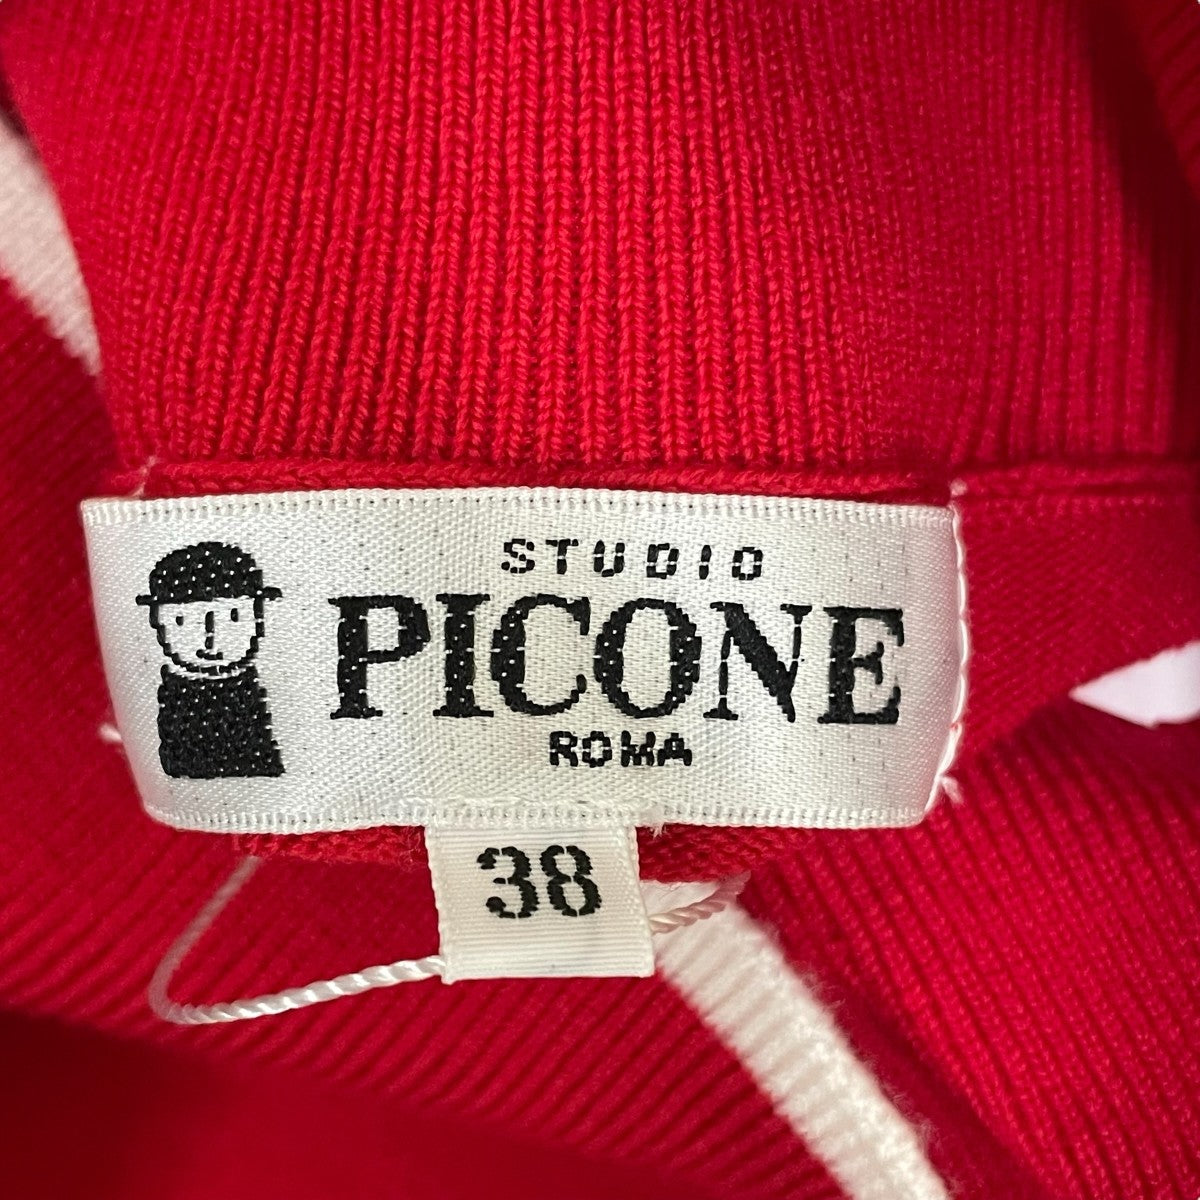 STUDIO
PICONE
ROMA
38